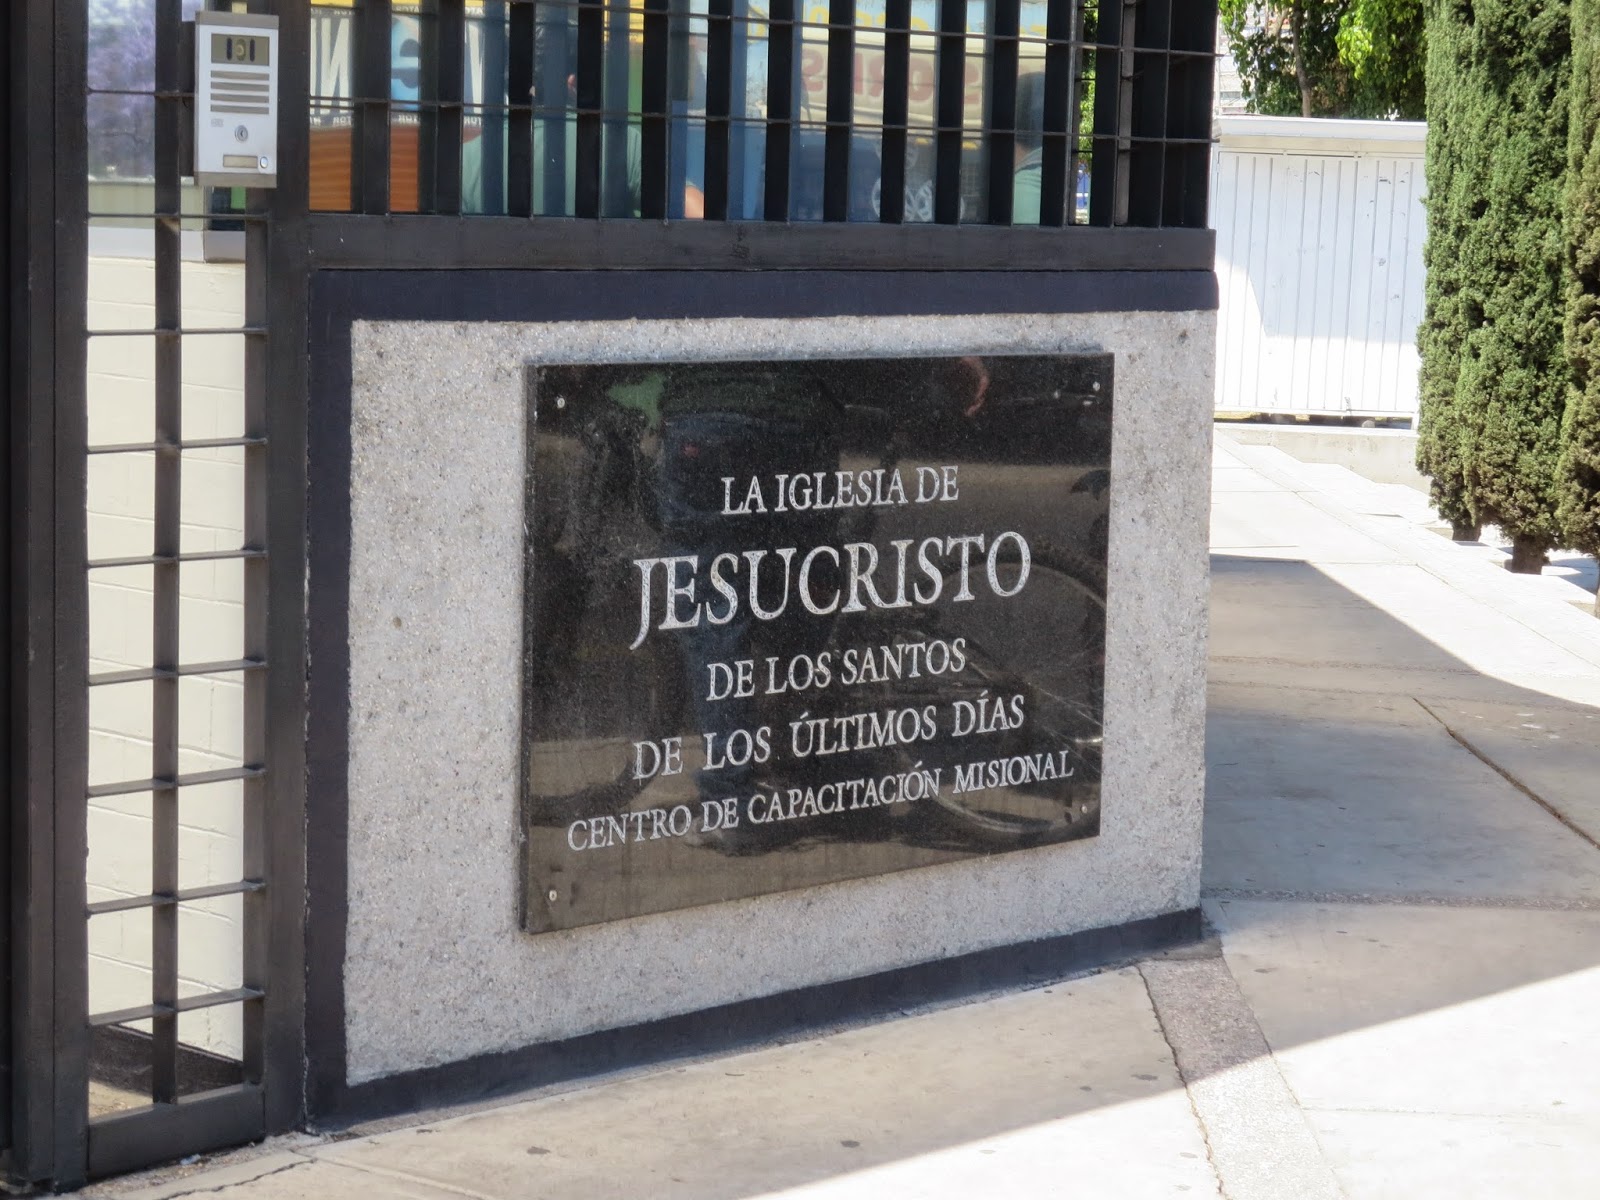 LA IGLESIA DE
JESUCRISTO
DE LOS SANTOS
DE LOS ÚLTIMOS DÍAS
CENTRO DE CAPACITACIÓN MISIONAL